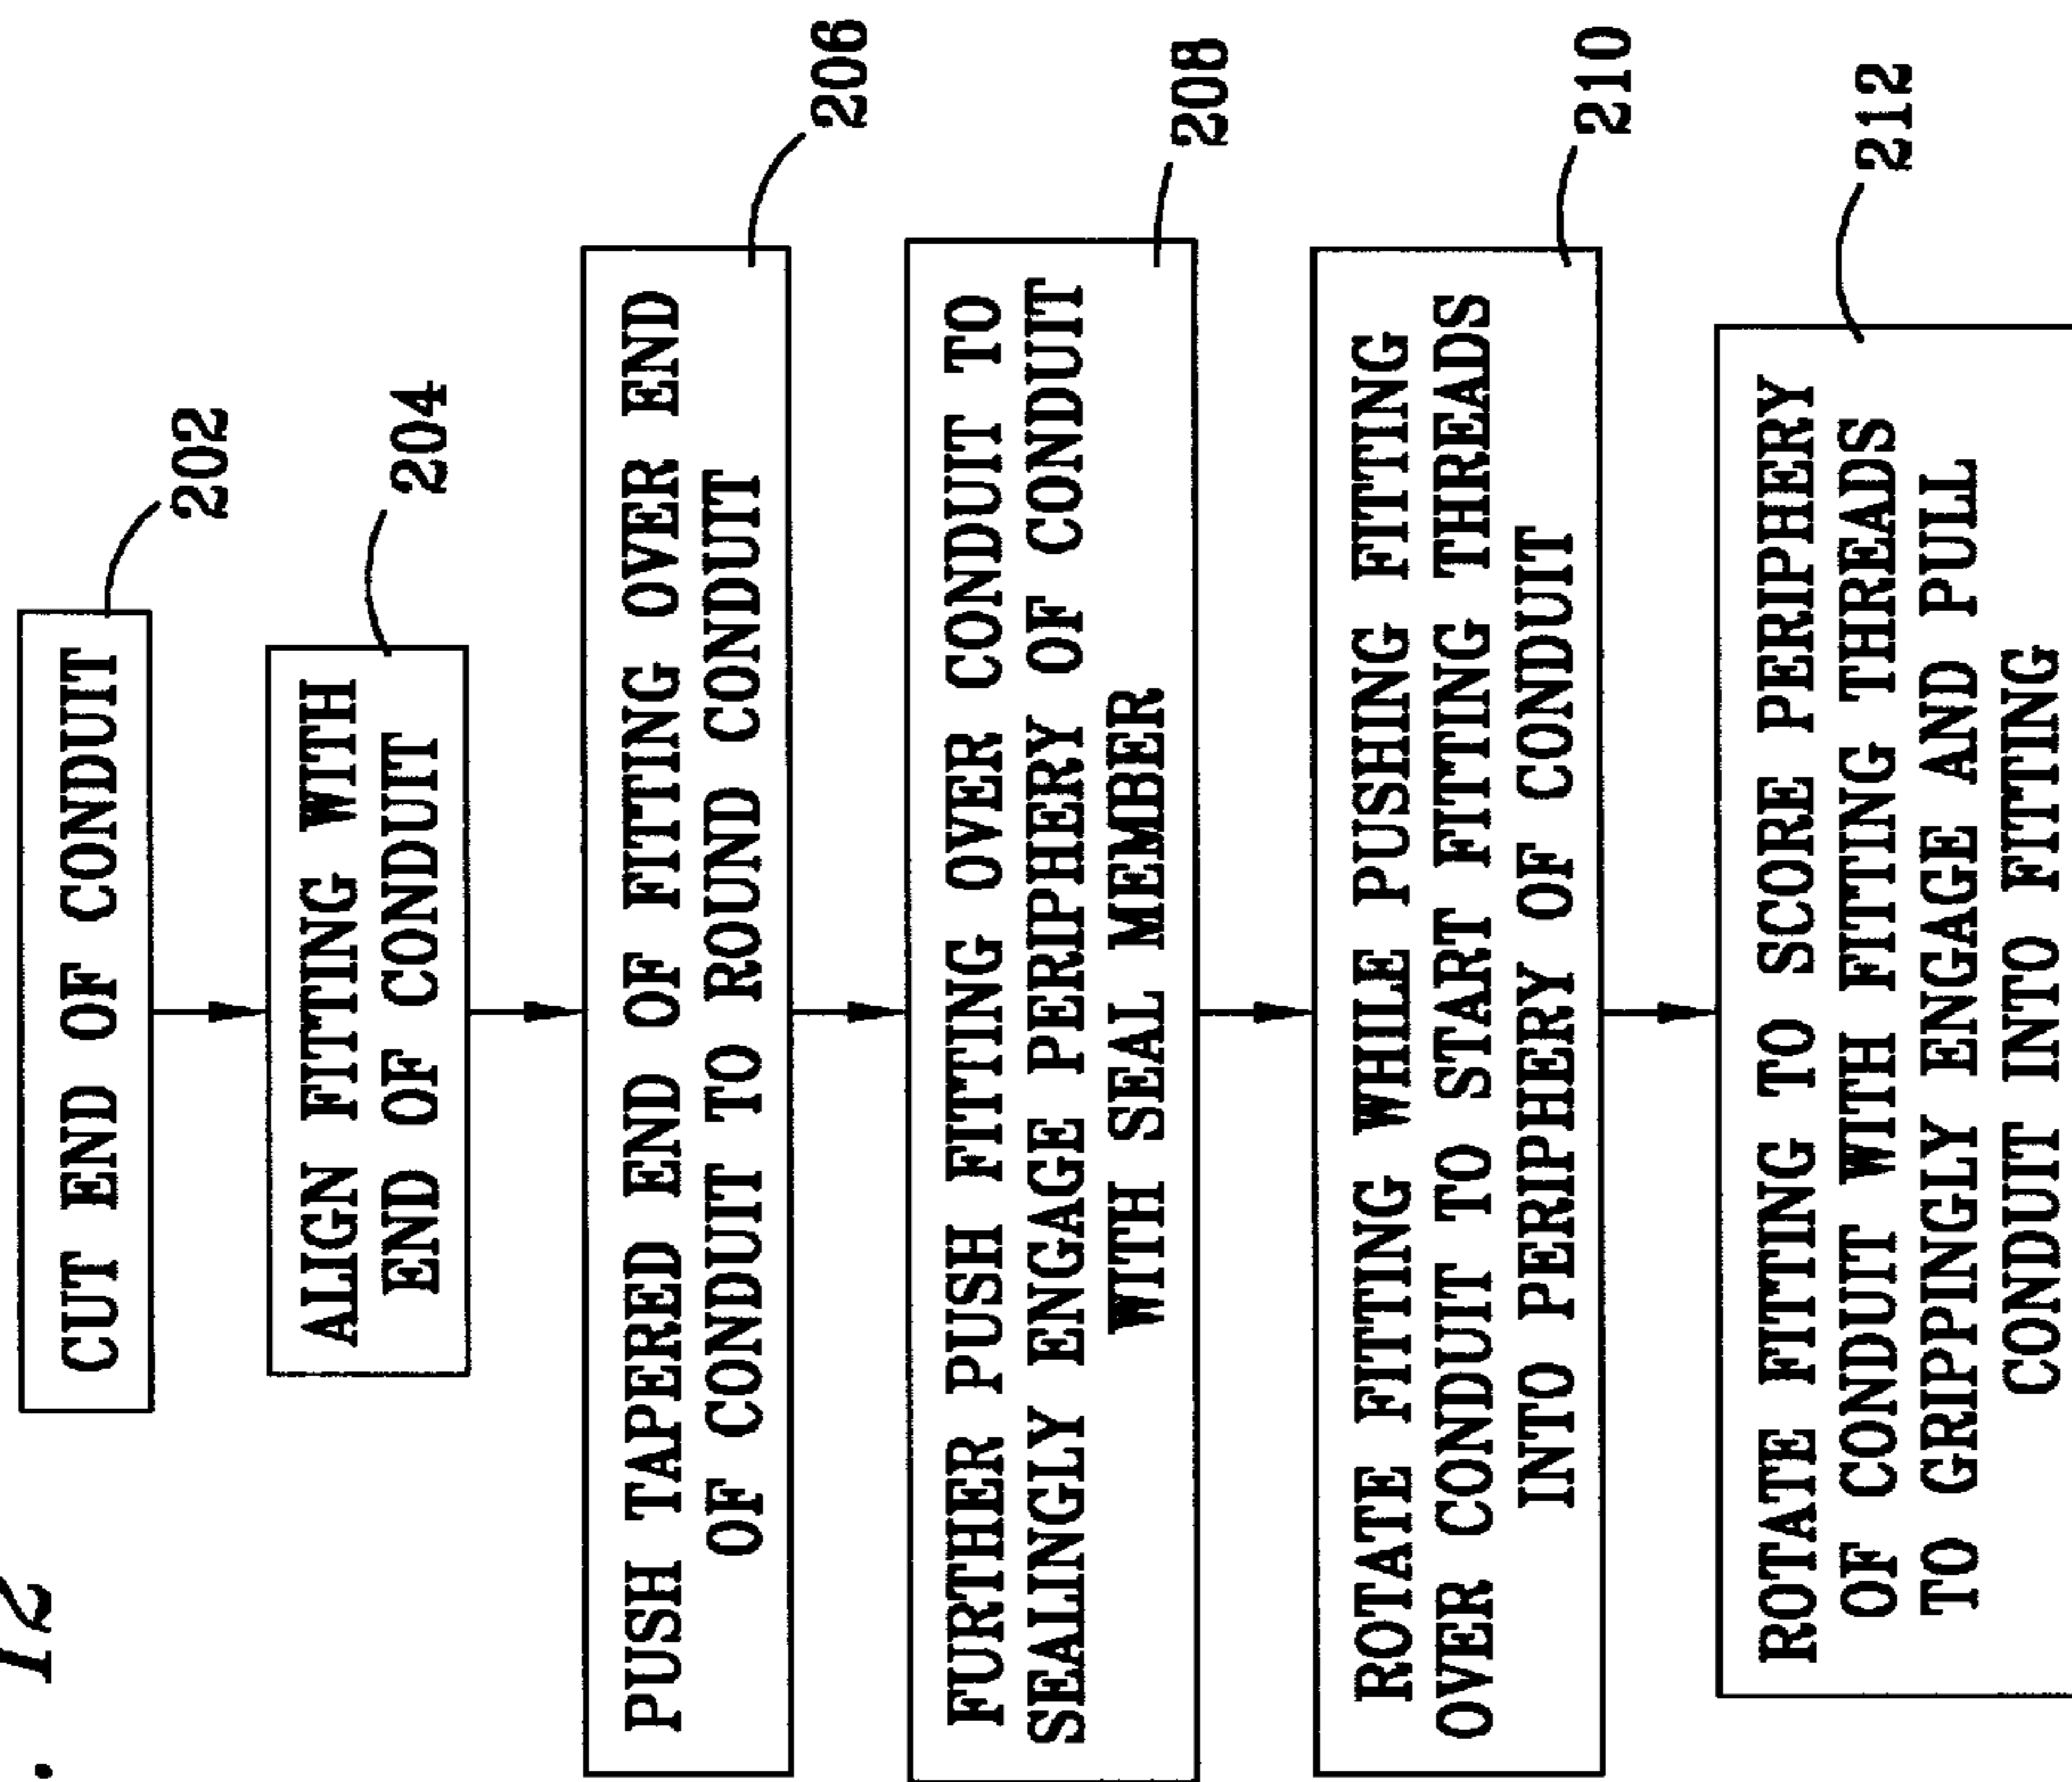 . 12
CUT END OF CONDUIT
202
ALIGN FITTING WITH
END OF CONDUIT
204
PUSH TAPERED END OF FITTING OVER END
OF CONDUIT TO ROUND CONDUIT
206
FURTHER PUSH FITTING OVER CONDUIT TO
SEALINGLY ENGAGE PERIPHERY OF CONDUIT
WITH SEAL MEMBER
208
ROTATE FITTING WHILE PUSHING FITTING
OVER CONDUIT TO START FITTING THREADS
INTO PERIPHERY OF CONDUIT
210
ROTATE FITTING TO SCORE PERIPHERY
OF CONDUIT WITH FITTING THREADS
TO GRIPPINGLY ENGAGE AND PULL
CONDUIT INTO FITTING
212